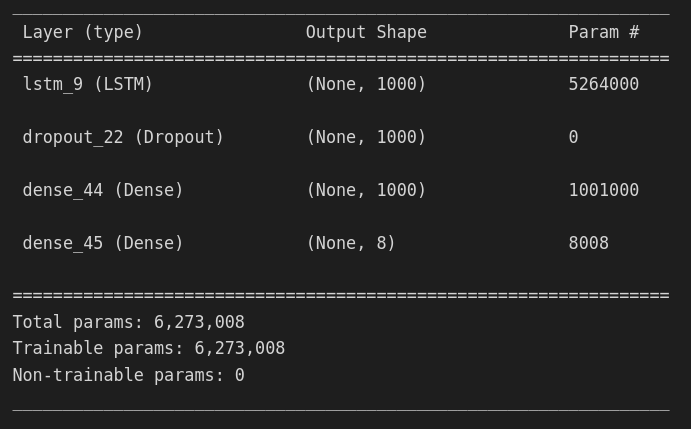 Layer (type) Output Shape Param #
=================================================================
lstm_9 (LSTM) (None, 1000) 5264000
dropout_22 (Dropout) (None, 1000) 0
dense_44 (Dense) (None, 1000) 1001000
dense_45 (Dense) (None, 8) 8008
=================================================================
Total params: 6,273,008
Trainable params: 6,273,008
Non-trainable params: 0